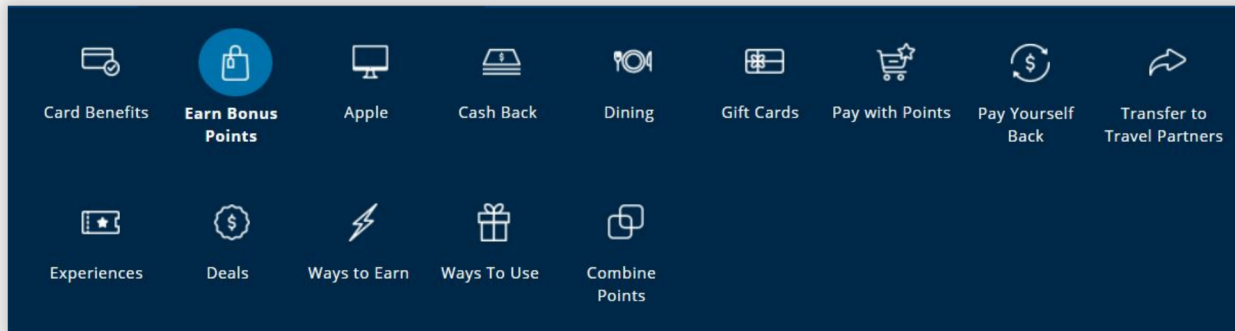 Card Benefits
Earn Bonus
Points
Apple
Cash Back
Dining
Gift Cards
Pay with Points
Pay Yourself
Back
Transfer to
Travel Partners
Experiences
Deals
Ways to Earn
Ways To Use
Combine
Points